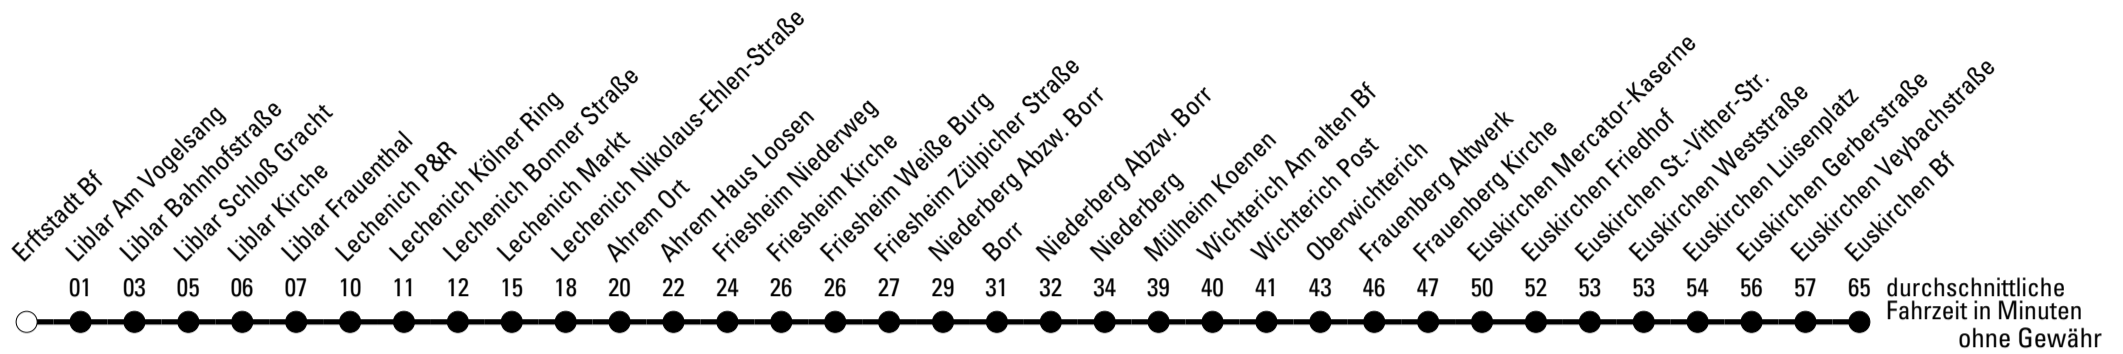 Erftstadt Bf
Liblar Am Vogelsang
Liblar Bahnhofstraße
Liblar Schloß Gracht
Liblar Kirche
Liblar Frauenthal
Lechenich P&R
Lechenich Kölner Ring
Lechenich Bonner Straße
Lechenich Markt
Lechenich Nikolaus-Ehlen-Straße
Ahrem Ort
Ahrem Haus Loosen
Friesheim Niederweg
Friesheim Kirche
Friesheim Weiße Burg
Friesheim Zülpicher Straße
Niederberg Abzw. Borr
Borr
Niederberg Abzw. Borr
Niederberg
Mülheim Koenen
Wichterich Am alten Bf
Wichterich Post
Oberwichterich
Frauenberg Altwerk
Frauenberg Kirche
Euskirchen Mercator-Kaserne
Euskirchen Friedhof
Euskirchen St.-Vither-Str.
Euskirchen Weststraße
Euskirchen Luisenplatz
Euskirchen Gerberstraße
Euskirchen Veybachstraße
Euskirchen Bf
01 03 05 06 07 10 11 12 15 18 20 22 24 26 26 27 29 31 32 34 39 40 41 43 46 47 50 52 53 53 54 56 57 65 durchschnittliche
Fahrzeit in Minuten
ohne Gewähr